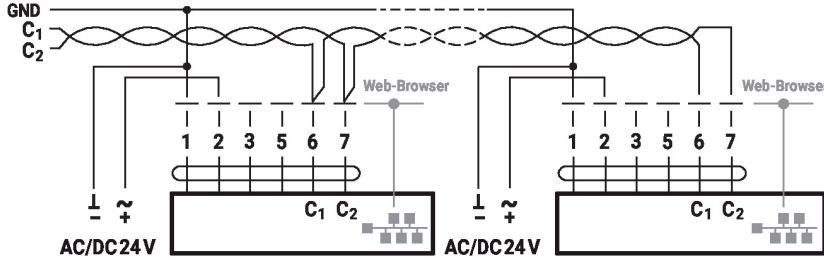 GND
C1
C2
Web-Browser Web-Browser
1 2 3 5 6 7 1 2 3 5 6 7
C1 C2 C1 C2
⊥ ~ ⊥ ~
- + - +
AC/DC 24 V AC/DC 24 V